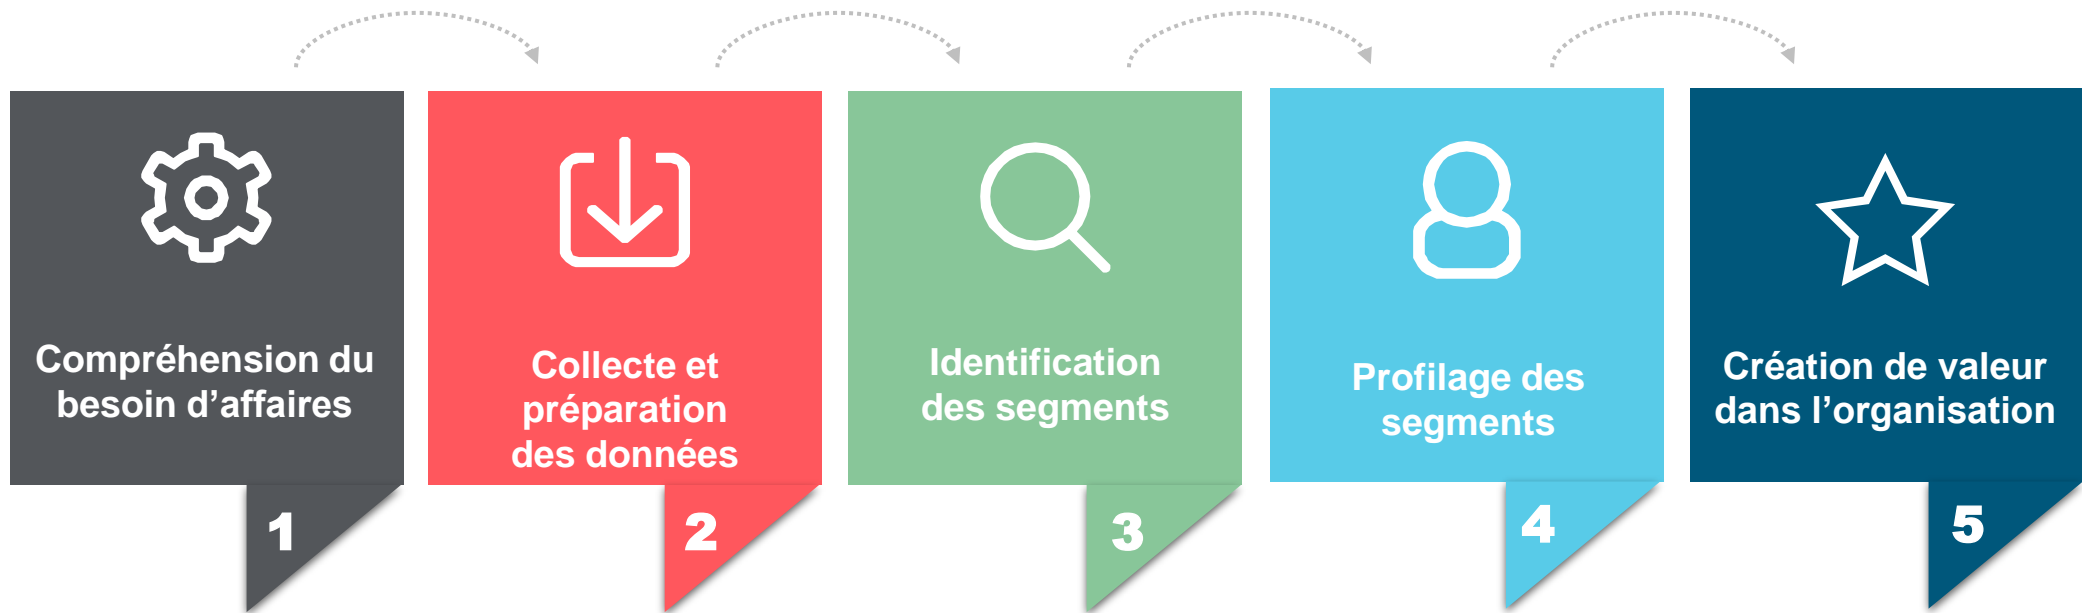 Compréhension du
besoin d’affaires
1
Collecte et
préparation
des données
2
Identification
des segments
3
Profilage des
segments
4
Création de valeur
dans l’organisation
5